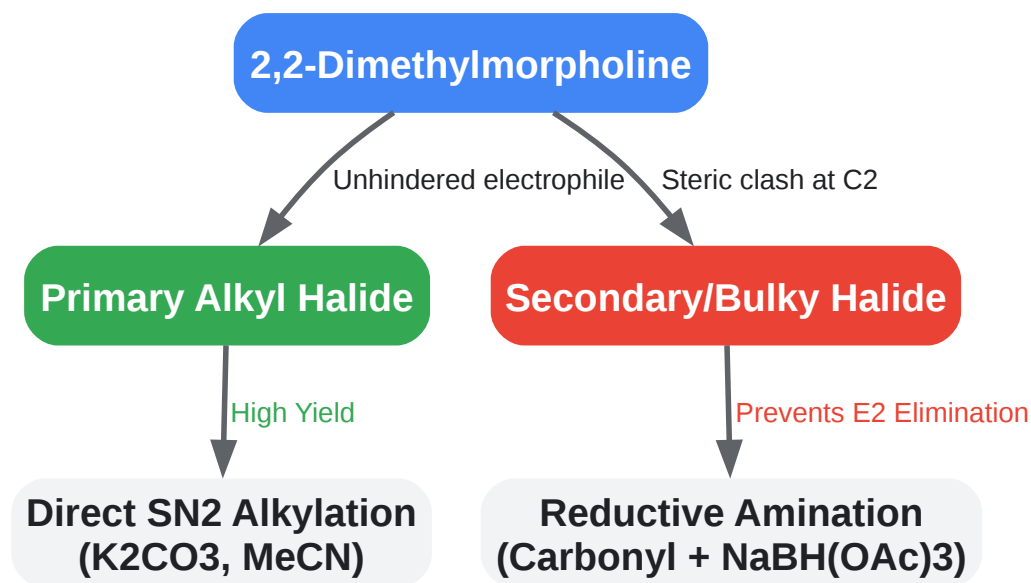 2,2-Dimethylmorpholine
Unhindered electrophile
Steric clash at C2
Primary Alkyl Halide
Secondary/Bulky Halide
High Yield
Prevents E2 Elimination
Direct SN2 Alkylation
(K2CO3, MeCN)
Reductive Amination
(Carbonyl + NaBH(OAc)3)